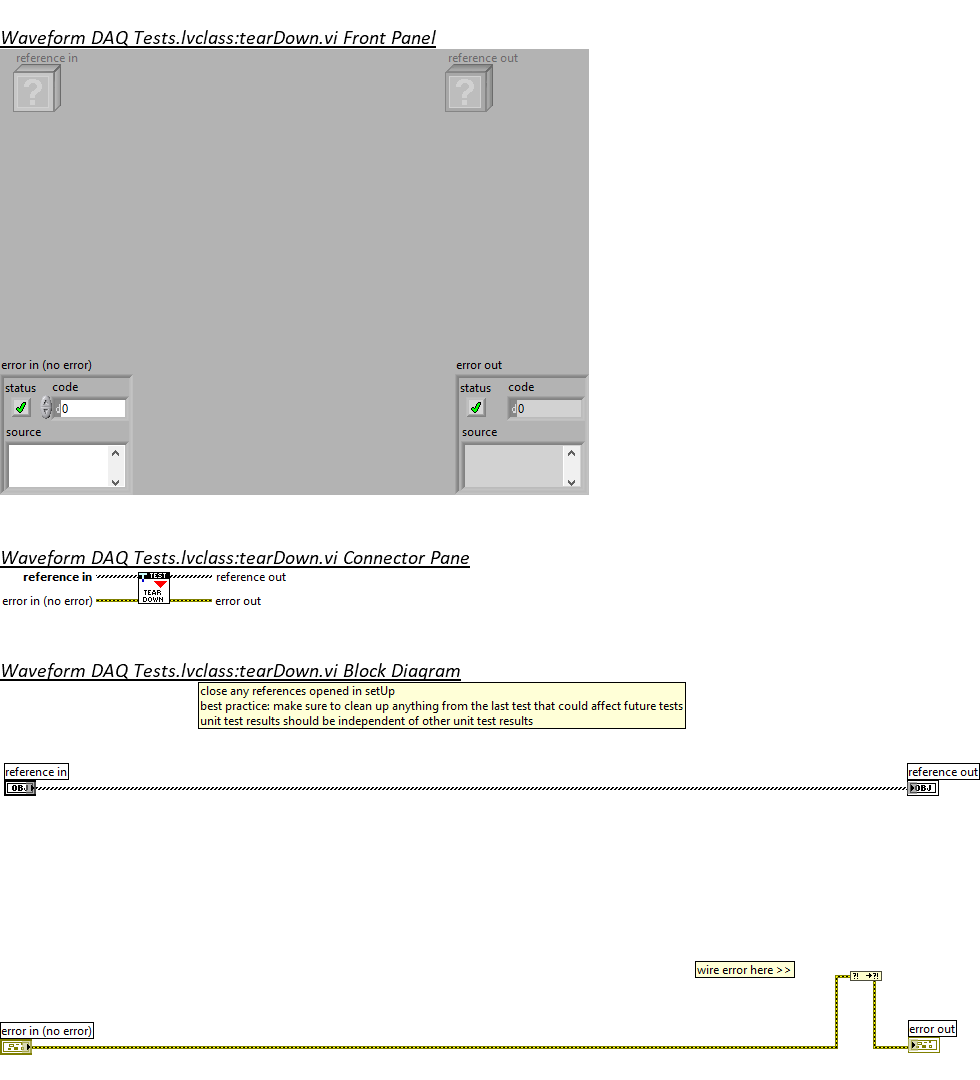 Waveform DAQ Tests.lvclass:tearDown.vi Front Panel
reference in
reference out
?
?
error in (no error)
error out
status code
status code
d0
d0
source
source
Waveform DAQ Tests.lvclass:tearDown.vi Connector Pane
reference in
TEST
reference out
TEAR
DOWN
error in (no error)
error out
Waveform DAQ Tests.lvclass:tearDown.vi Block Diagram
close any references opened in setUp
best practice: make sure to clean up anything from the last test that could affect future tests
unit test results should be independent of other unit test results
reference in
reference out
OBJ
OBJ
wire error here >>
?! ?!
error in (no error)
error out